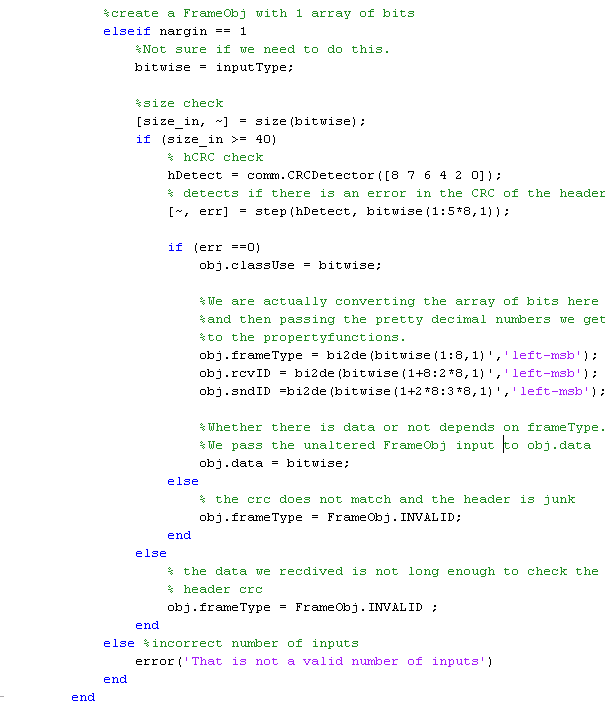 %create a FrameObj with 1 array of bits
elseif nargin == 1
%Not sure if we need to do this.
bitwise = inputType;
%size check
[size_in, ~] = size(bitwise);
if (size_in >= 40)
% hCRC check
hDetect = comm.CRCDetector([8 7 6 4 2 0]);
% detects if there is an error in the CRC of the header
[~, err] = step(hDetect, bitwise(1:5*8,1));
if (err ==0)
obj.classUse = bitwise;
%We are actually converting the array of bits here
%and then passing the pretty decimal numbers we get
%to the propertyfunctions.
obj.frameType = bi2de(bitwise(1:8,1)','left-msb');
obj.rcvID = bi2de(bitwise(1+8:2*8,1)','left-msb');
obj.sndID =bi2de(bitwise(1+2*8:3*8,1)','left-msb');
%Whether there is data or not depends on frameType.
%We pass the unaltered FrameObj input to obj.data
obj.data = bitwise;
else
% the crc does not match and the header is junk
obj.frameType = FrameObj.INVALID;
end
else
% the data we recdived is not long enough to check the
% header crc
obj.frameType = FrameObj.INVALID ;
end
else %incorrect number of inputs
error('That is not a valid number of inputs')
end
end